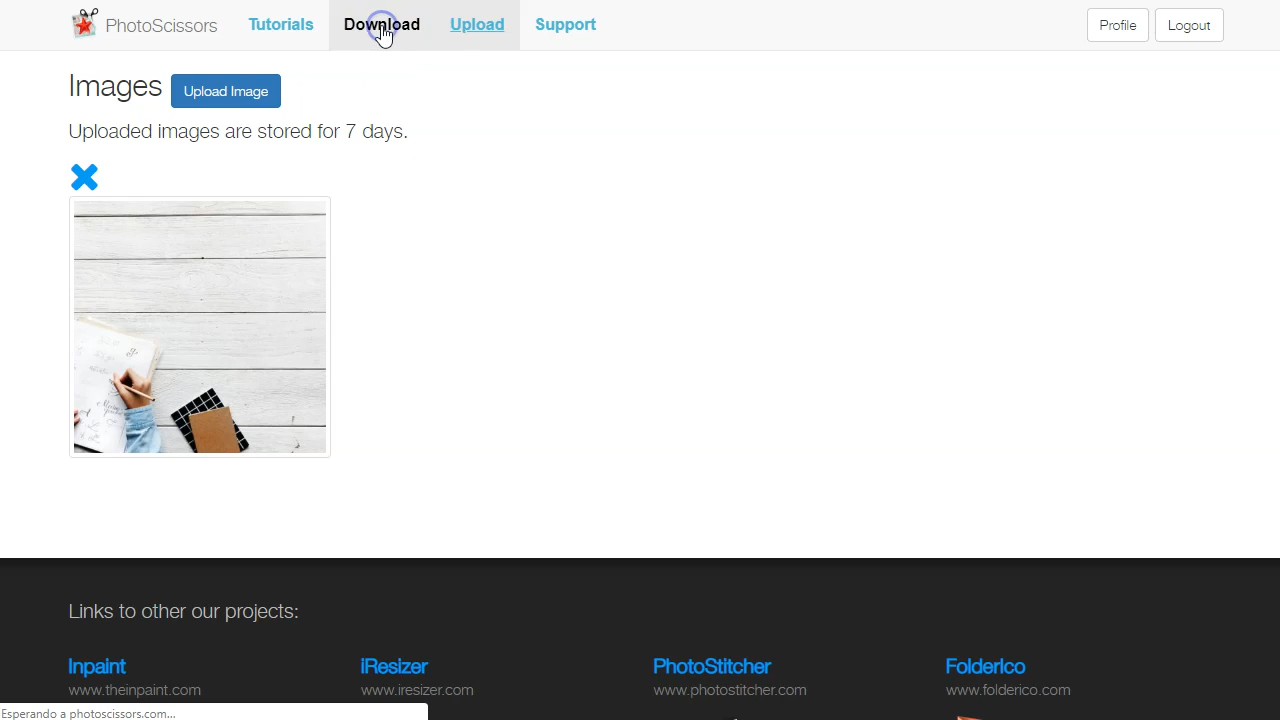 PhotoScissors
Tutorials
Download
Upload
Support
Profile
Logout
Images
Upload Image
Uploaded images are stored for 7 days.
Links to other our projects:
Inpaint
iResizer
PhotoStitcher
FolderIco
www.theinpaint.com
www.iresizer.com
www.photostitcher.com
www.folderico.com
Esperando a photoscissors.com...